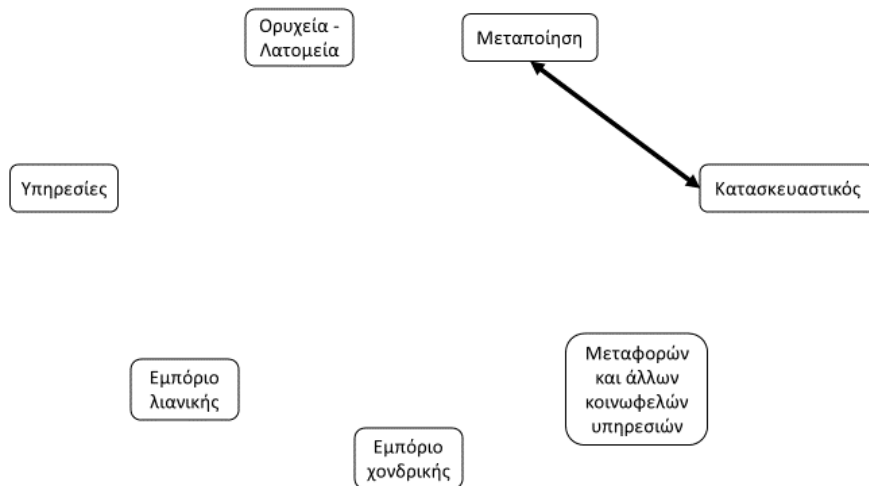 Ορυχεία -
Λατομεία
Μεταποίηση
Υπηρεσίες
Κατασκευαστικός
Εμπόριο
λιανικής
Μεταφορών
και άλλων
κοινωφελών
υπηρεσιών
Εμπόριο
χονδρικής